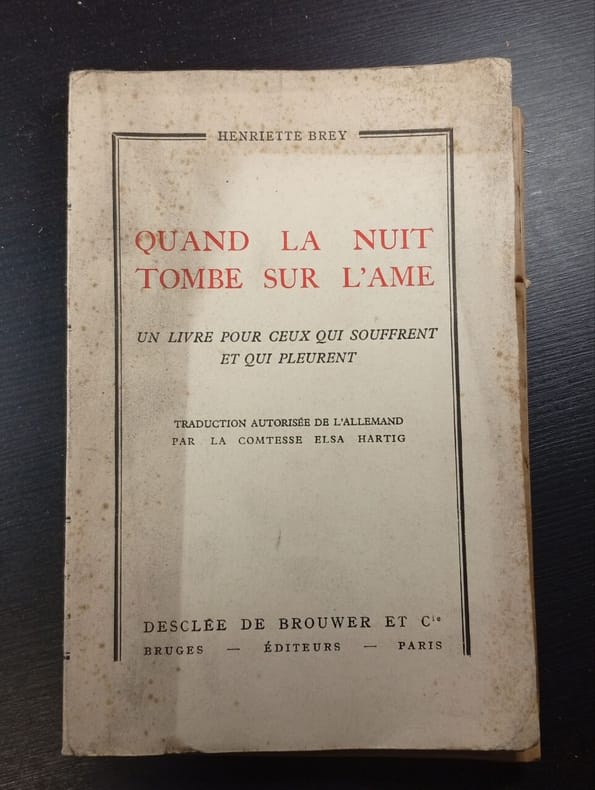 HENRIETTE BREY
QUAND LA NUIT
TOMBE SUR L'AME
UN LIVRE POUR CEUX QUI SOUFFRENT
ET QUI PLEURENT
TRADUCTION AUTORISÉE DE L'ALLEMAND
PAR LA COMTESSE ELSA HARTIG
DESCLÉE DE BROUWER ET Cie
BRUGES — ÉDITEURS — PARIS